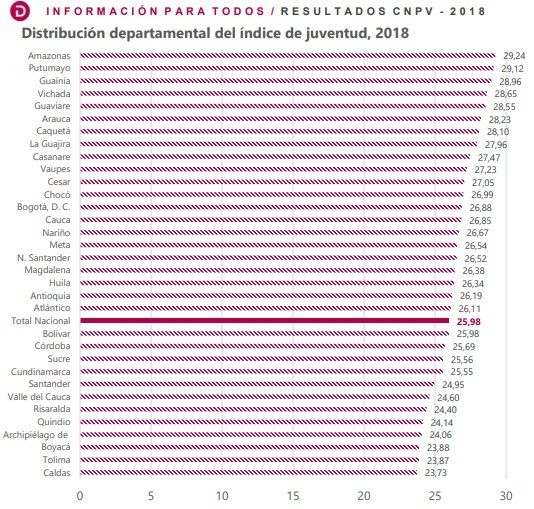 D INFORMACIÓN PARA TODOS / RESULTADOS CNPV - 2018
Distribución departamental del índice de juventud, 2018
Amazonas 29,24
Putumayo 29,12
Guainía 28,96
Vichada 28,65
Guaviare 28,55
Arauca 28,23
Caquetá 28,10
La Guajira 27,96
Casanare 27,47
Vaupes 27,23
Cesar 27,05
Chocó 26,99
Bogotá, D. C. 26,88
Cauca 26,85
Nariño 26,67
Meta 26,54
N. Santander 26,52
Magdalena 26,38
Huila 26,34
Antioquia 26,19
Atlántico 26,11
Total Nacional 25,98
Bolívar 25,98
Córdoba 25,69
Sucre 25,56
Cundinamarca 25,55
Santander 24,95
Valle del Cauca 24,60
Risaralda 24,40
Quindio 24,14
Archipiélago de 24,06
Boyacá 23,88
Tolima 23,87
Caldas 23,73
0 5 10 15 20 25 30